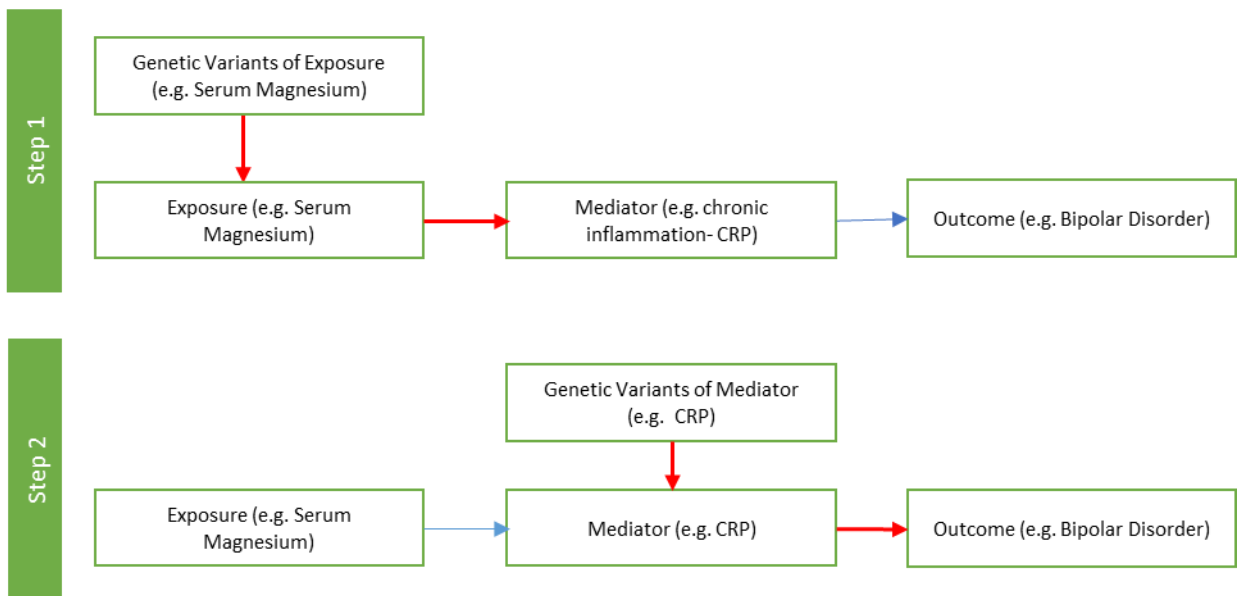 Step 1
Genetic Variants of Exposure
(e.g. Serum Magnesium)
Exposure (e.g. Serum
Magnesium)
Mediator (e.g. chronic
inflammation- CRP)
Outcome (e.g. Bipolar Disorder)
Step 2
Genetic Variants of Mediator
(e.g. CRP)
Exposure (e.g. Serum
Magnesium)
Mediator (e.g. CRP)
Outcome (e.g. Bipolar Disorder)